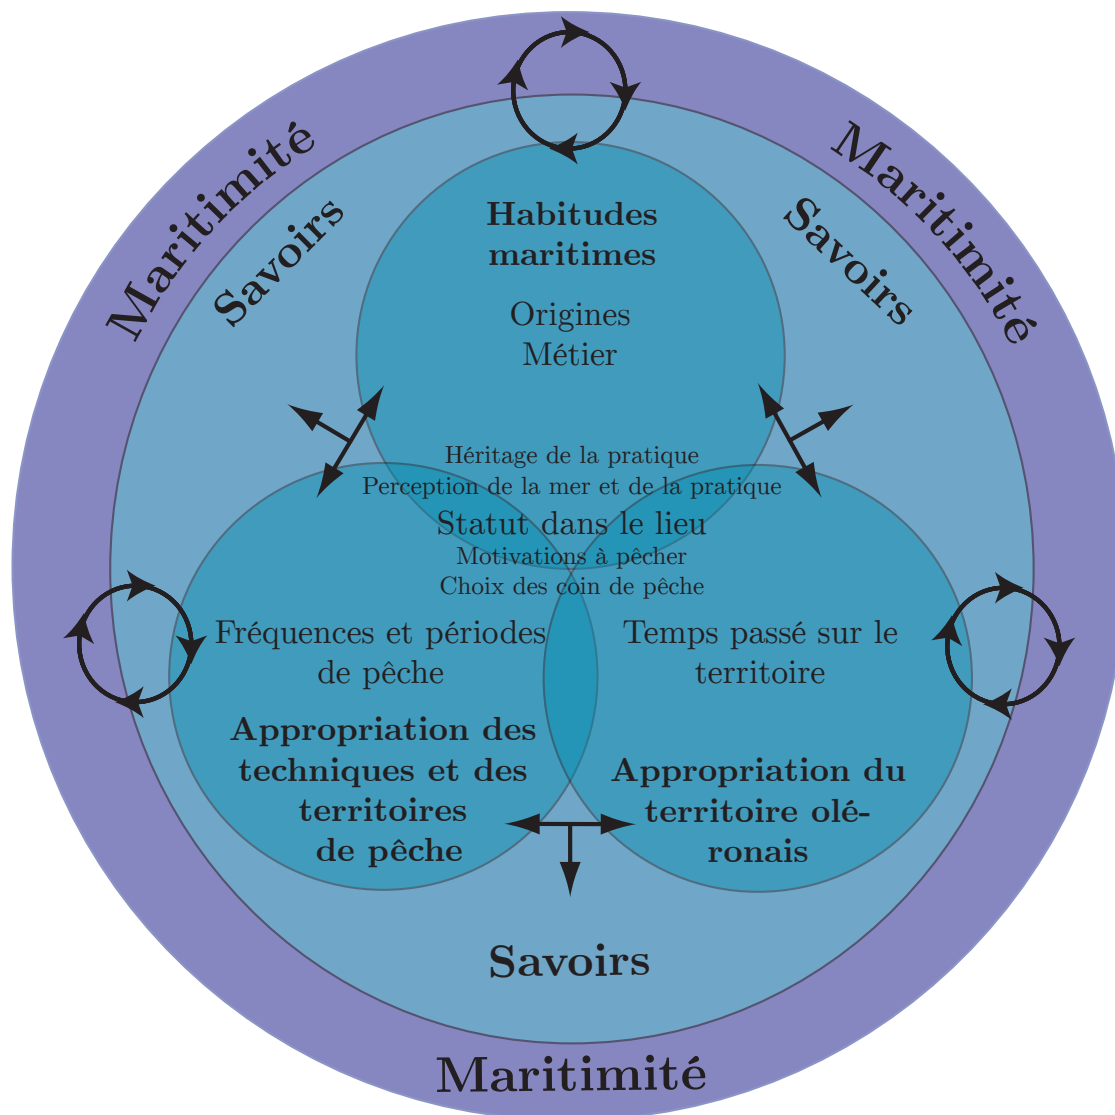 Maritimité
Maritimité
Savoirs
Savoirs
Habitudes
maritimes
Origines
Métier
Héritage de la pratique
Perception de la mer et de la pratique
Statut dans le lieu
Motivations à pêcher
Choix des coin de pêche
Fréquences et périodes
de pêche
Appropriation des
techniques et des
territoires
de pêche
Temps passé sur le
territoire
Appropriation du
territoire olé-
ronais
Savoirs
Maritimité